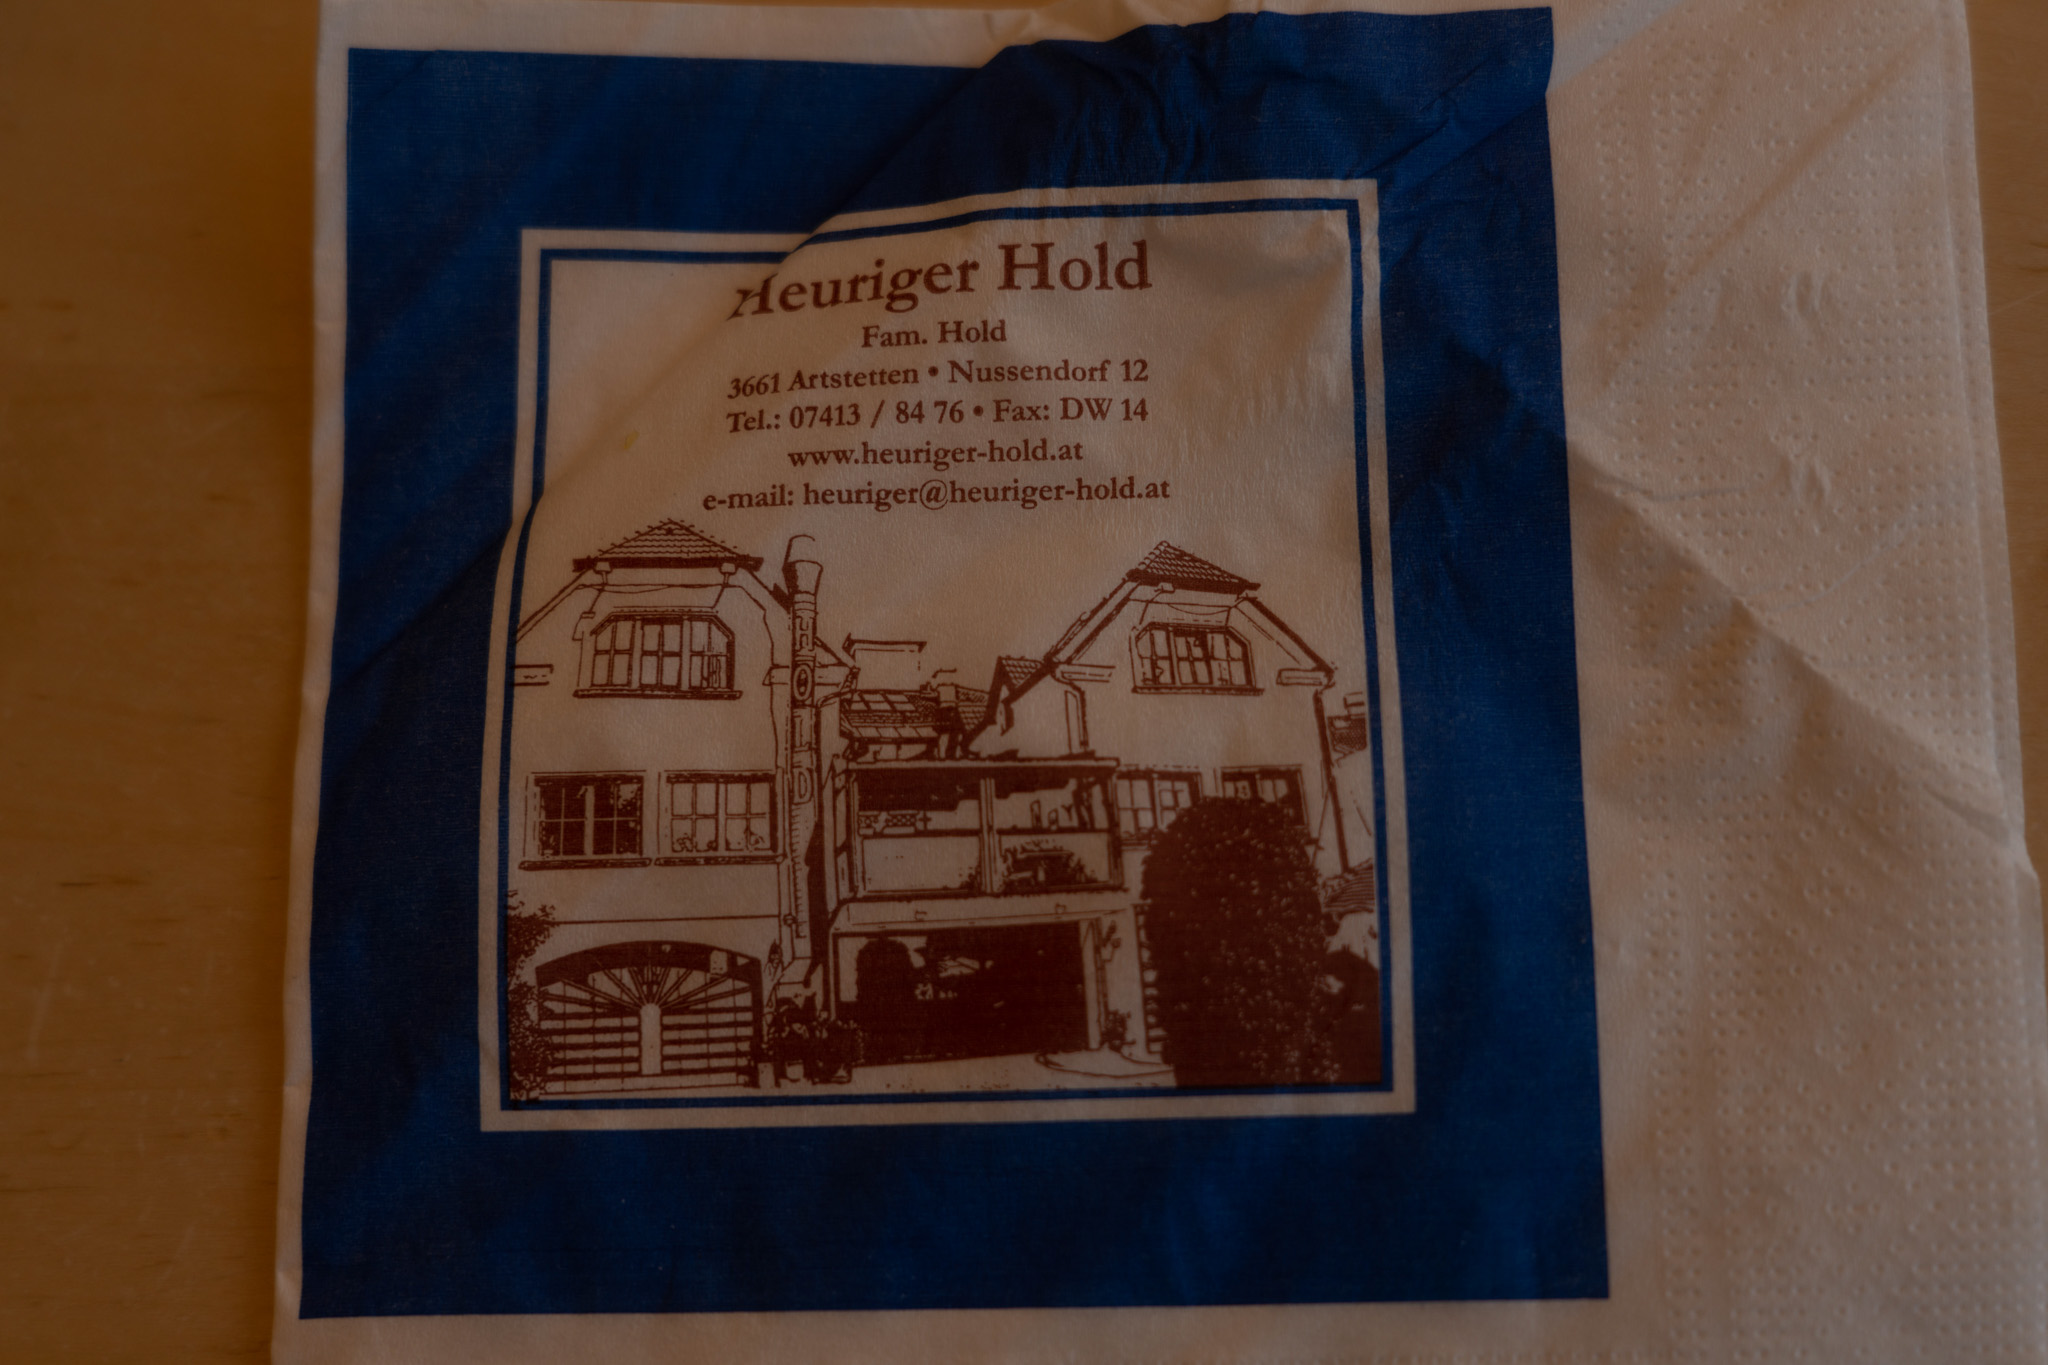 Heuriger Hold
Fam. Hold
3661 Artstetten • Nussendorf 12
Tel.: 07413 / 84 76 • Fax: DW 14
www.heuriger-hold.at
e-mail: heuriger@heuriger-hold.at
HOLD